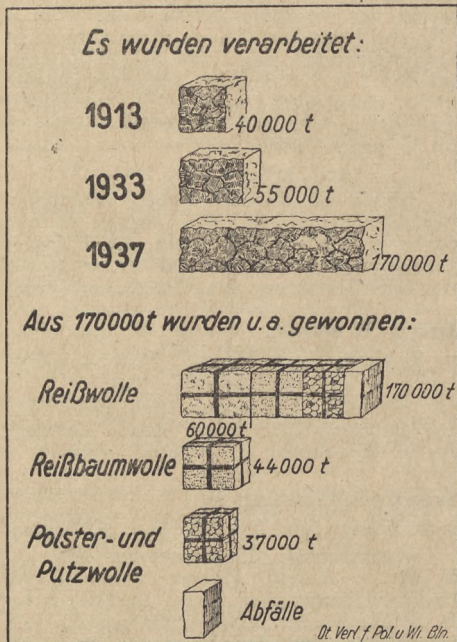 Es wurden verarbeitet:
1913 40 000 t
1933 55 000 t
1937 170 000 t
Aus 170000 t wurden u. a. gewonnen:
Reißwolle 170 000 t
60000 t
Reißbaumwolle 44000 t
Polster- und 37000 t
Putzwolle
Abfälle
Dt. Verl. f. Pol. u. Wi. Bln.